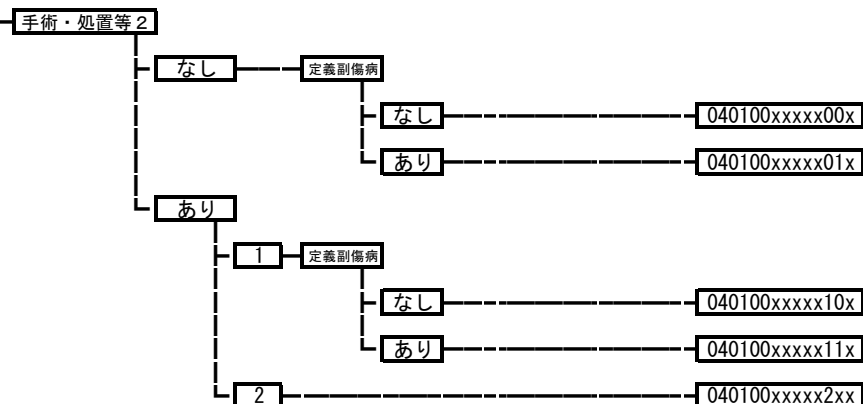 手術・処置等2
なし 定義副傷病
なし 040100xxxxx00x
あり 040100xxxxx01x
あり
1 定義副傷病
なし 040100xxxxx10x
あり 040100xxxxx11x
2 040100xxxxx2xx